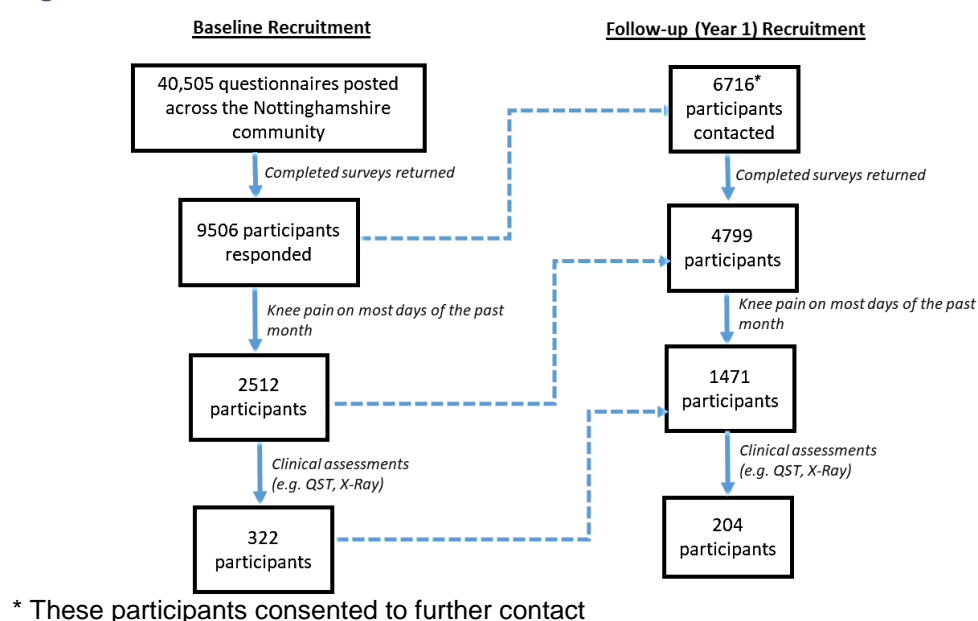 Baseline Recruitment
40,505 questionnaires posted
across the Nottinghamshire
community
Completed surveys returned
9506 participants
responded
Knee pain on most days of the past
month
2512
participants
Clinical assessments
(e.g. QST, X-Ray)
322
participants
Follow-up (Year 1) Recruitment
6716*
participants
contacted
Completed surveys returned
4799
participants
Knee pain on most days of the past
month
1471
participants
Clinical assessments
(e.g. QST, X-Ray)
204
participants
* These participants consented to further contact